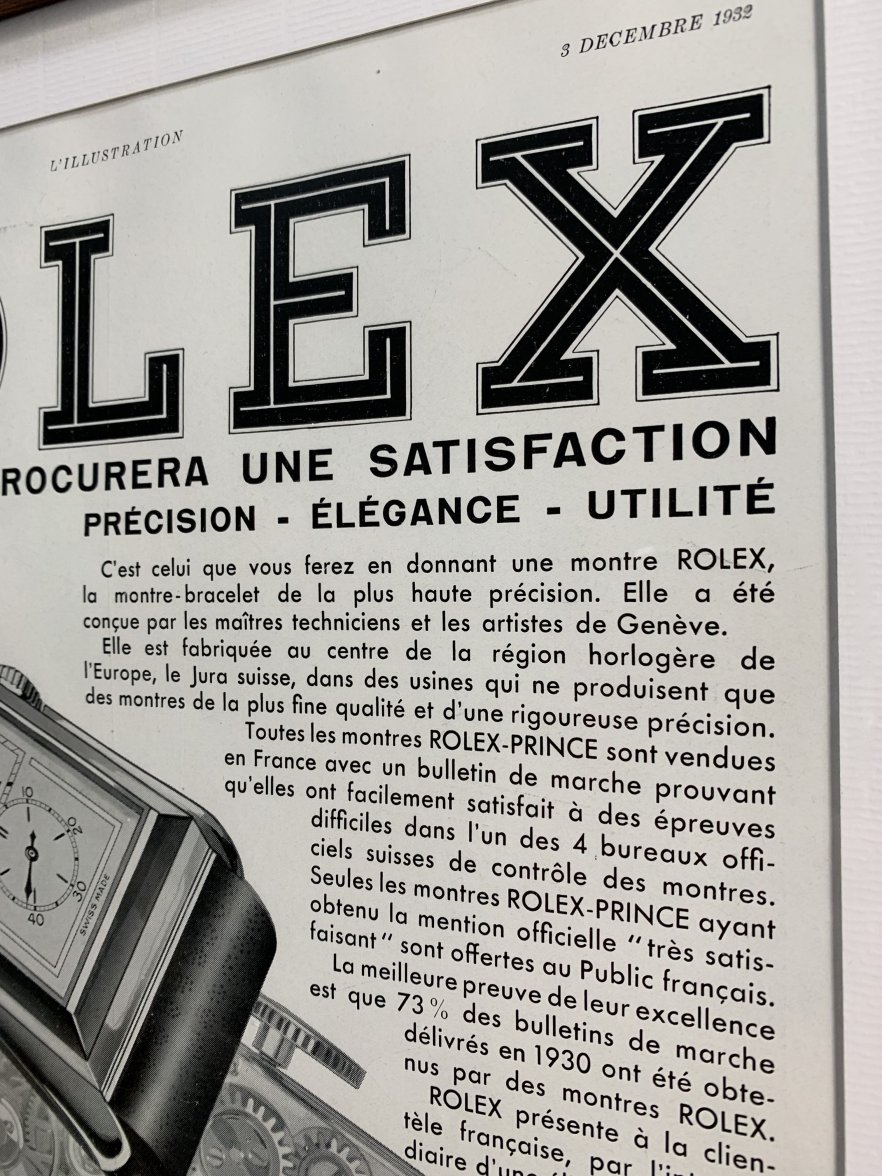 3 DECEMBRE 1932
L'ILLUSTRATION
LEX
ROCURERA UNE SATISFACTION
PRÉCISION - ÉLÉGANCE - UTILITÉ
C'est celui que vous ferez en donnant une montre ROLEX,
la montre-bracelet de la plus haute précision. Elle a été
conçue par les maîtres techniciens et les artistes de Genève.
Elle est fabriquée au centre de la région horlogère de
l'Europe, le Jura suisse, dans des usines qui ne produisent que
des montres de la plus fine qualité et d'une rigoureuse précision.
Toutes les montres ROLEX-PRINCE sont vendues
en France avec un bulletin de marche prouvant
qu'elles ont facilement satisfait à des épreuves
difficiles dans l'un des 4 bureaux offi-
ciels suisses de contrôle des montres.
Seules les montres ROLEX-PRINCE ayant
obtenu la mention officielle "très satis-
faisant" sont offertes au Public français.
La meilleure preuve de leur excellence
est que 73% des bulletins de marche
délivrés en 1930 ont été obte-
nus par des montres ROLEX.
ROLEX présente à la clien-
tèle française, par
diaire d'une
10
20
30
40
SWISS MADE